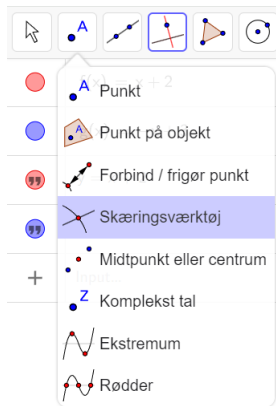 A
A Punkt
A Punkt på objekt
Forbind / frigør punkt
Skæringsværktøj
Midtpunkt eller centrum
Z Komplekst tal
Ekstremum
Rødder